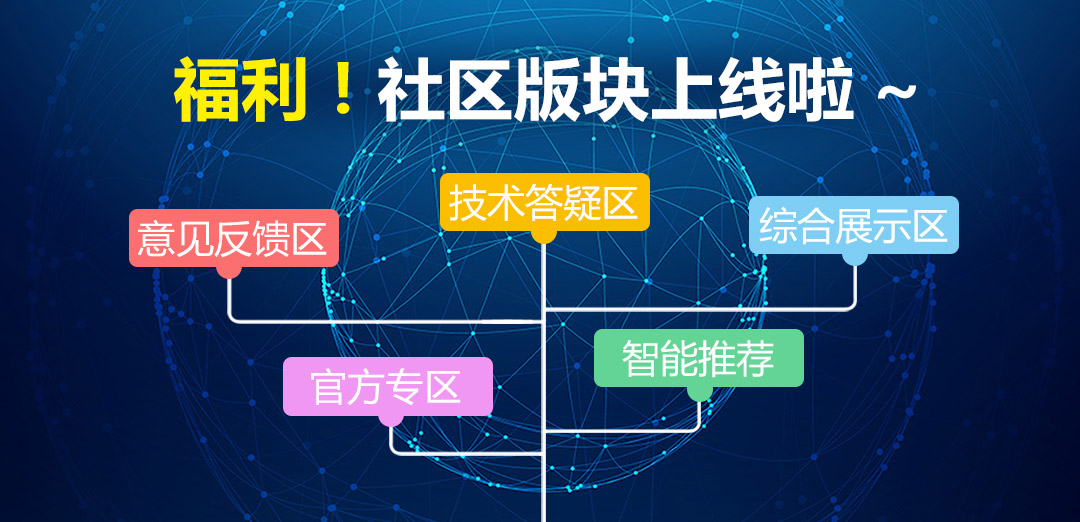 福利！社区版块上线啦 ~
技术答疑区
综合展示区
意见反馈区
智能推荐
官方专区